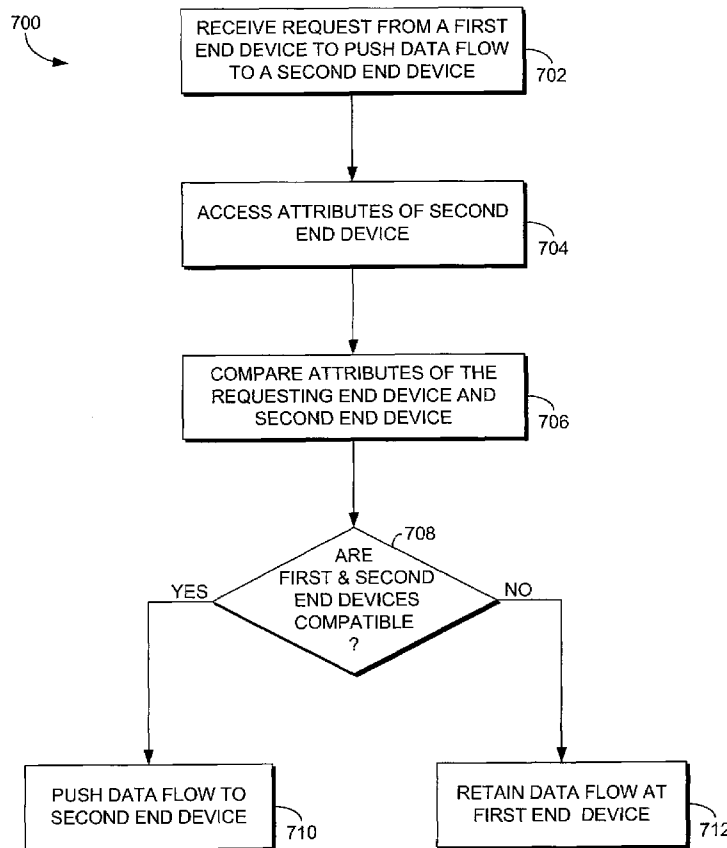 700
RECEIVE REQUEST FROM A FIRST
END DEVICE TO PUSH DATA FLOW
TO A SECOND END DEVICE
702
ACCESS ATTRIBUTES OF SECOND
END DEVICE
704
COMPARE ATTRIBUTES OF THE
REQUESTING END DEVICE AND
SECOND END DEVICE
706
708
ARE
FIRST & SECOND
END DEVICES
COMPATIBLE
?
YES
NO
PUSH DATA FLOW TO
SECOND END DEVICE
710
RETAIN DATA FLOW AT
FIRST END DEVICE
712